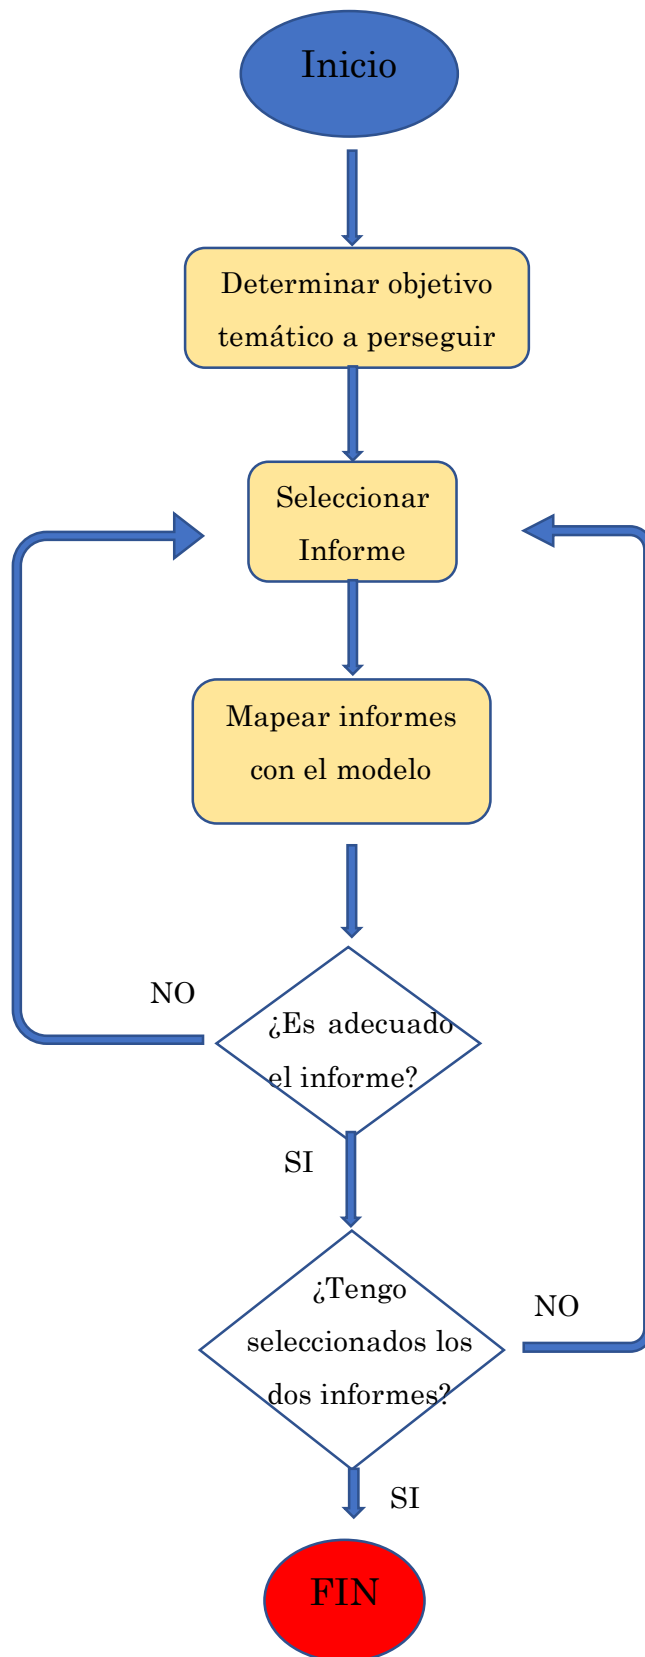 Inicio
Determinar objetivo
temático a perseguir
Seleccionar
Informe
Mapear informes
con el modelo
NO
¿Es adecuado
el informe?
SI
¿Tengo
seleccionados los
dos informes?
NO
SI
FIN